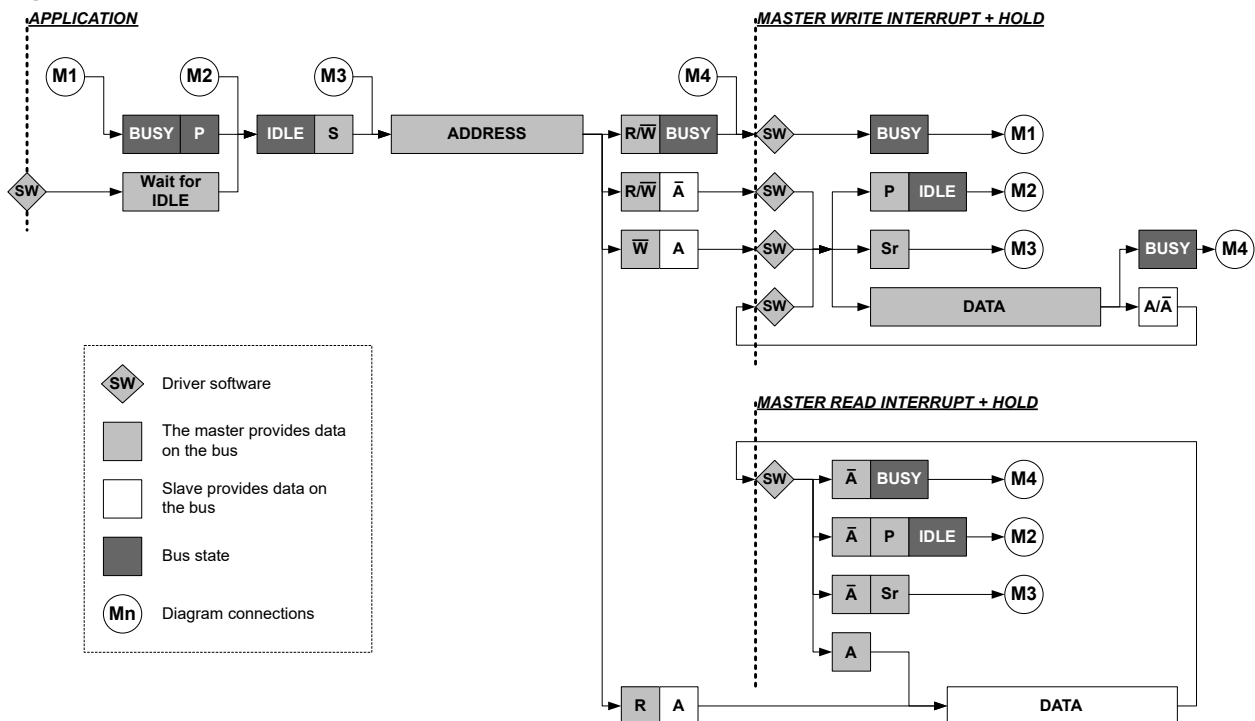 APPLICATION
MASTER WRITE INTERRUPT + HOLD
M1
M2
M3
M4
BUSY P
IDLE S
ADDRESS
R/W̅ BUSY
SW
BUSY
M1
SW
Wait for
IDLE
R/W̅ A̅
SW
P IDLE
M2
W̅ A
SW
Sr
M3
BUSY
M4
SW
DATA
A/A̅
SW
Driver software
The master provides data
on the bus
Slave provides data on
the bus
Bus state
Mn
Diagram connections
MASTER READ INTERRUPT + HOLD
SW
A̅ BUSY
M4
A̅ P IDLE
M2
A̅ Sr
M3
A
R A
DATA